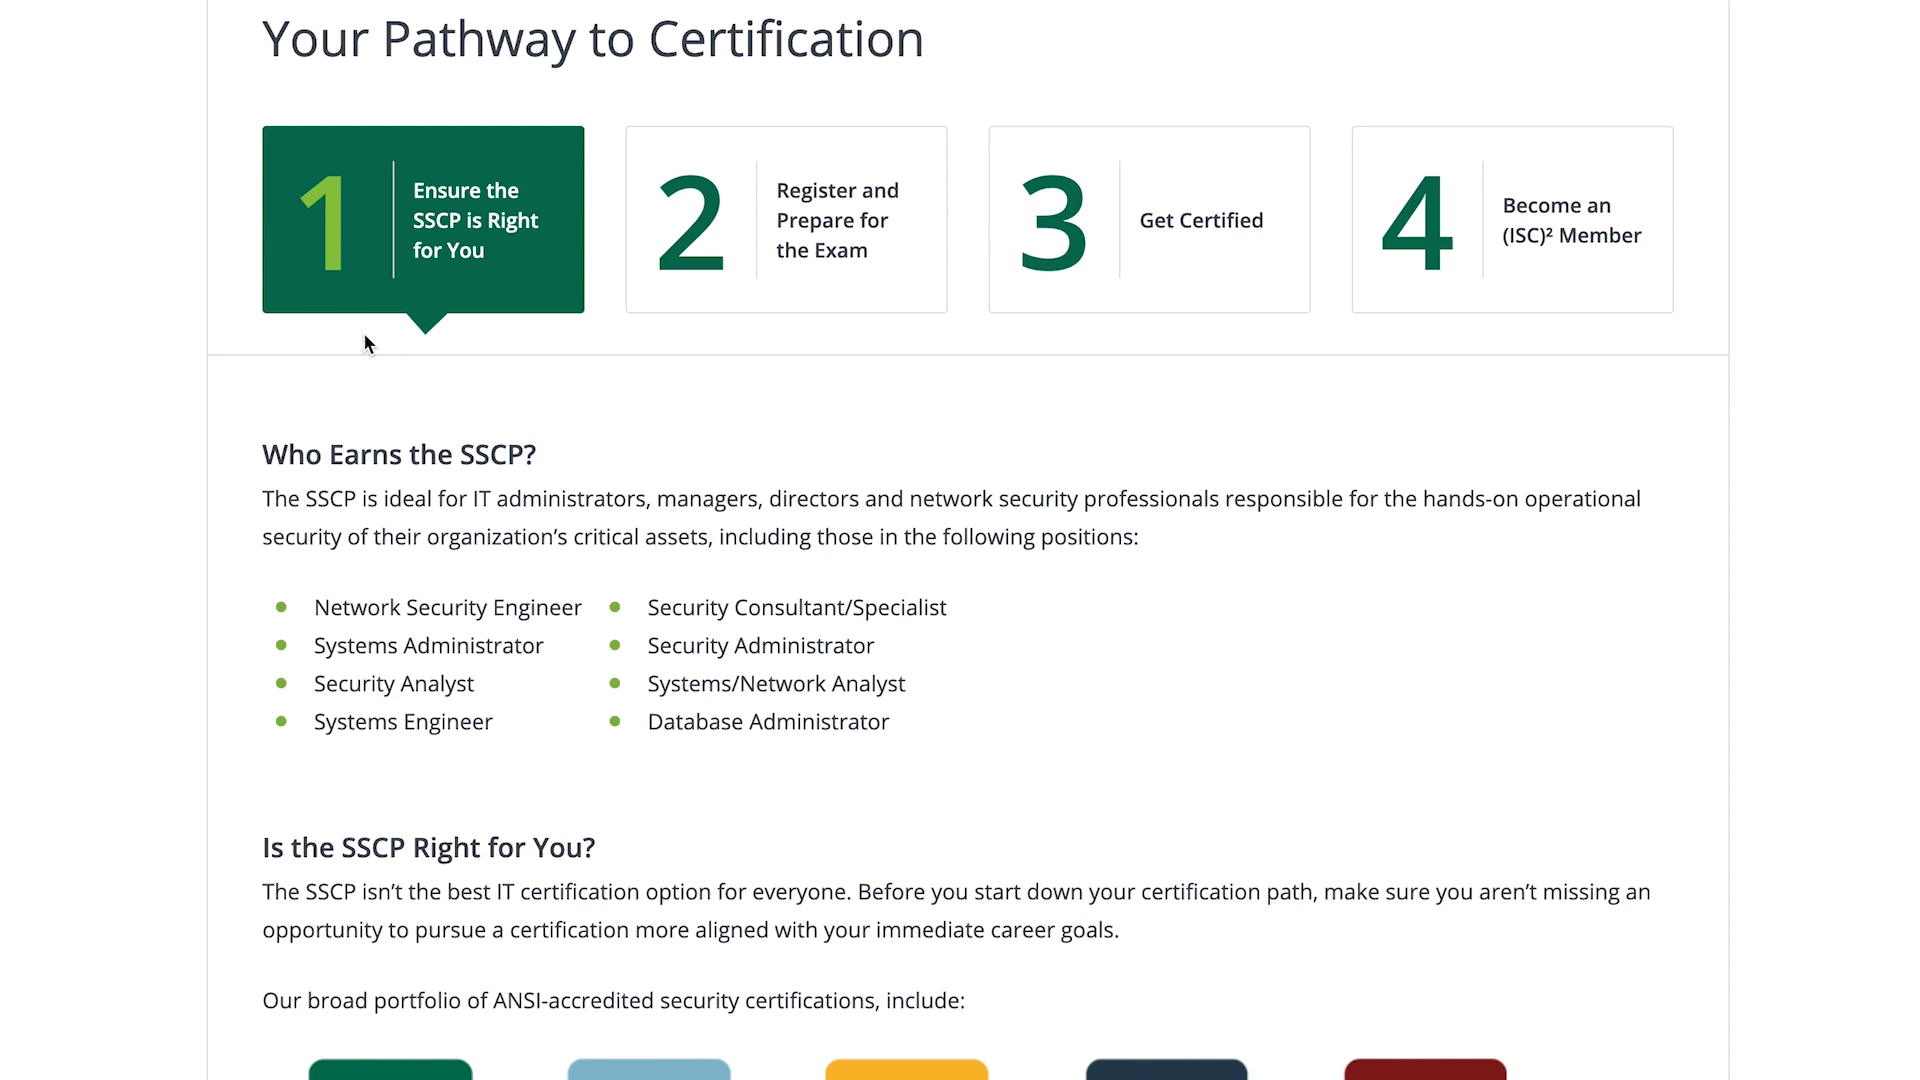 Your Pathway to Certification
1
Ensure the
SSCP is Right
for You
2
Register and
Prepare for
the Exam
3
Get Certified
4
Become an
(ISC)² Member
Who Earns the SSCP?
The SSCP is ideal for IT administrators, managers, directors and network security professionals responsible for the hands-on operational
security of their organization’s critical assets, including those in the following positions:
Network Security Engineer
Systems Administrator
Security Analyst
Systems Engineer
Security Consultant/Specialist
Security Administrator
Systems/Network Analyst
Database Administrator
Is the SSCP Right for You?
The SSCP isn’t the best IT certification option for everyone. Before you start down your certification path, make sure you aren’t missing an
opportunity to pursue a certification more aligned with your immediate career goals.
Our broad portfolio of ANSI-accredited security certifications, include: